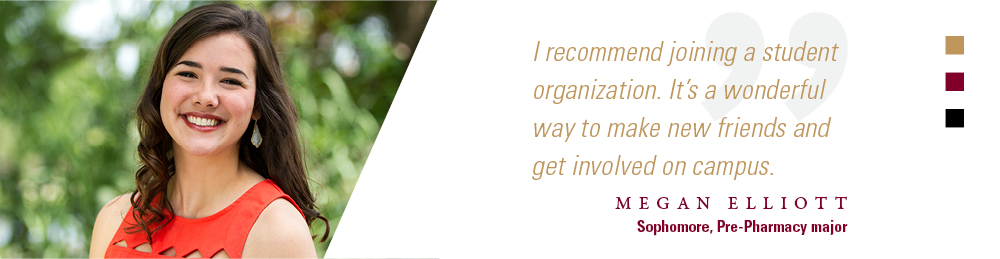 I recommend joining a student
organization. It’s a wonderful
way to make new friends and
get involved on campus.
MEGAN ELLIOTT
Sophomore, Pre-Pharmacy major